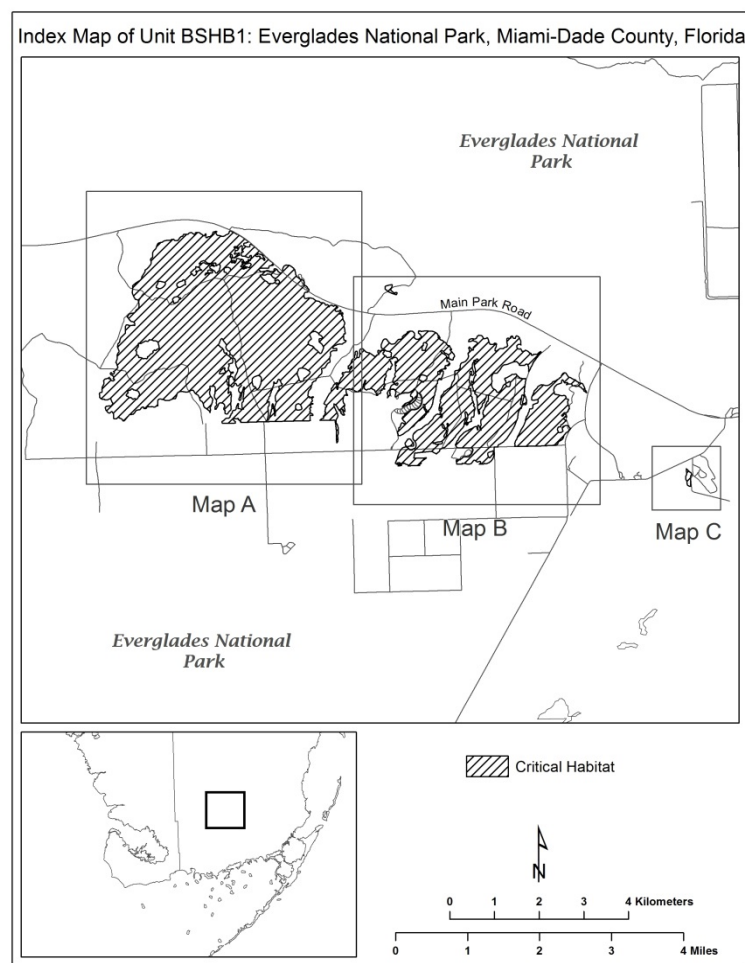 Index Map of Unit BSHB1: Everglades National Park, Miami-Dade County, Florida
Everglades National
Park
Main Park Road
Map A
Map B
Map C
Everglades National
Park
Critical Habitat
N
0 1 2 3 4 Kilometers
0 1 2 3 4 Miles